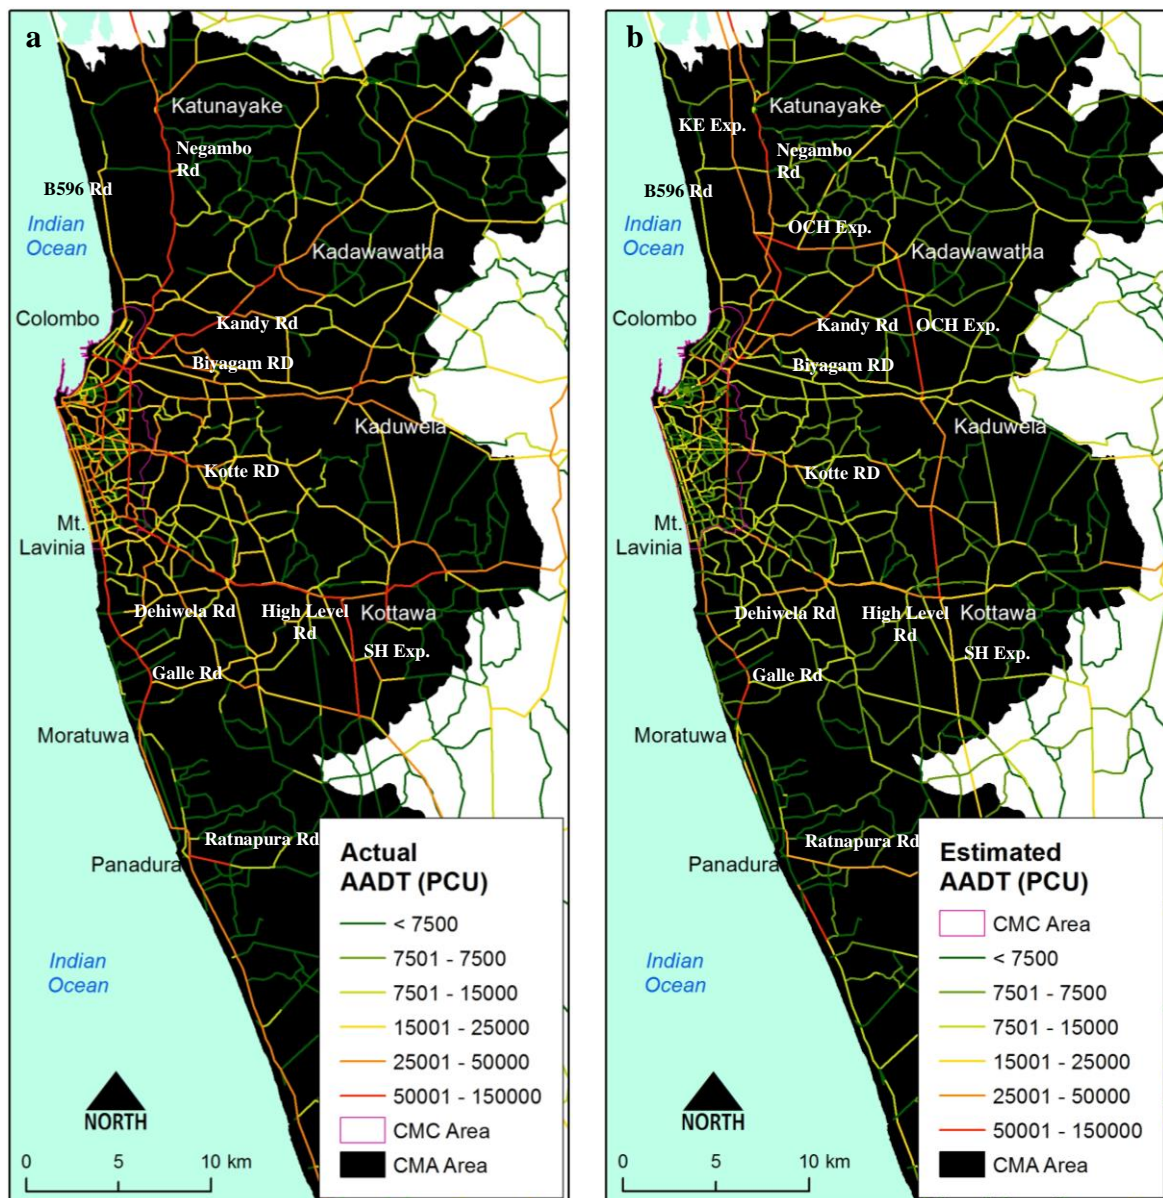 a
Katunayake
Negambo
Rd
B596 Rd
Indian
Ocean
Kadawawatha
Colombo
Kandy Rd
Biyagam RD
Kaduwela
Kotte RD
Mt.
Lavinia
Dehiwela Rd
High Level
Rd
Kottawa
SH Exp.
Galle Rd
Moratuwa
Ratnapura Rd
Panadura
Indian
Ocean
NORTH
0 5 10 km
Actual
AADT (PCU)
< 7500
7501 - 7500
7501 - 15000
15001 - 25000
25001 - 50000
50001 - 150000
CMC Area
CMA Area
b
Katunayake
KE Exp.
Negambo
Rd
B596 Rd
Indian
Ocean
OCH Exp.
Kadawawatha
Colombo
Kandy Rd
OCH Exp.
Biyagam RD
Kaduwela
Kotte RD
Mt.
Lavinia
Dehiwela Rd
High Level
Rd
Kottawa
SH Exp.
Galle Rd
Moratuwa
Ratnapura Rd
Panadura
Indian
Ocean
NORTH
0 5 10 km
Estimated
AADT (PCU)
CMC Area
< 7500
7501 - 7500
7501 - 15000
15001 - 25000
25001 - 50000
50001 - 150000
CMA Area